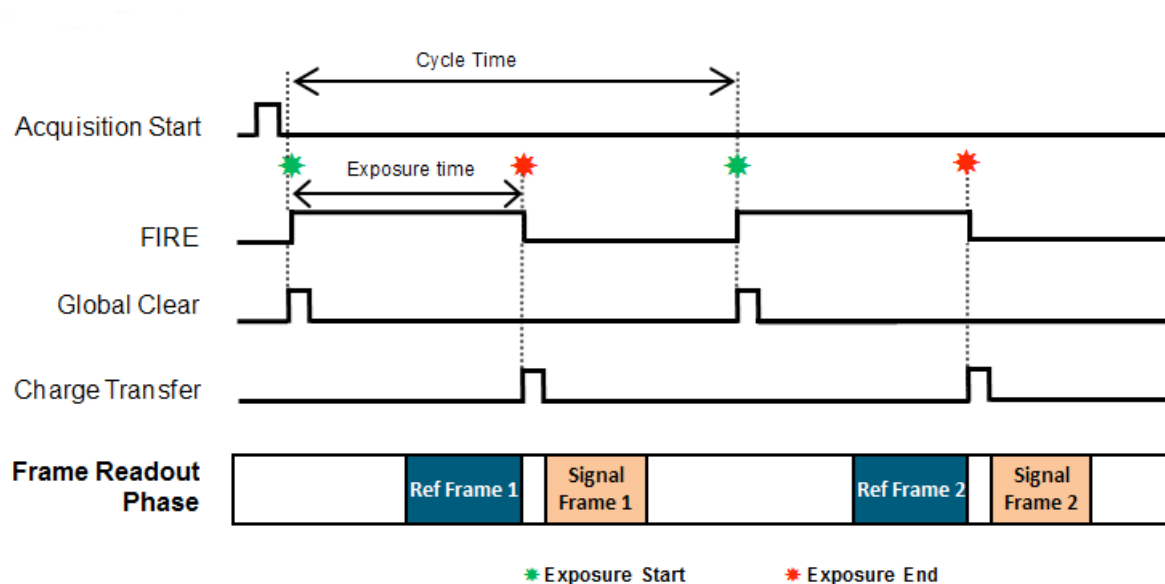 Cycle Time
Acquisition Start
Exposure time
FIRE
Global Clear
Charge Transfer
Frame Readout
Phase
Ref Frame 1
Signal
Frame 1
Ref Frame 2
Signal
Frame 2
Exposure Start
Exposure End